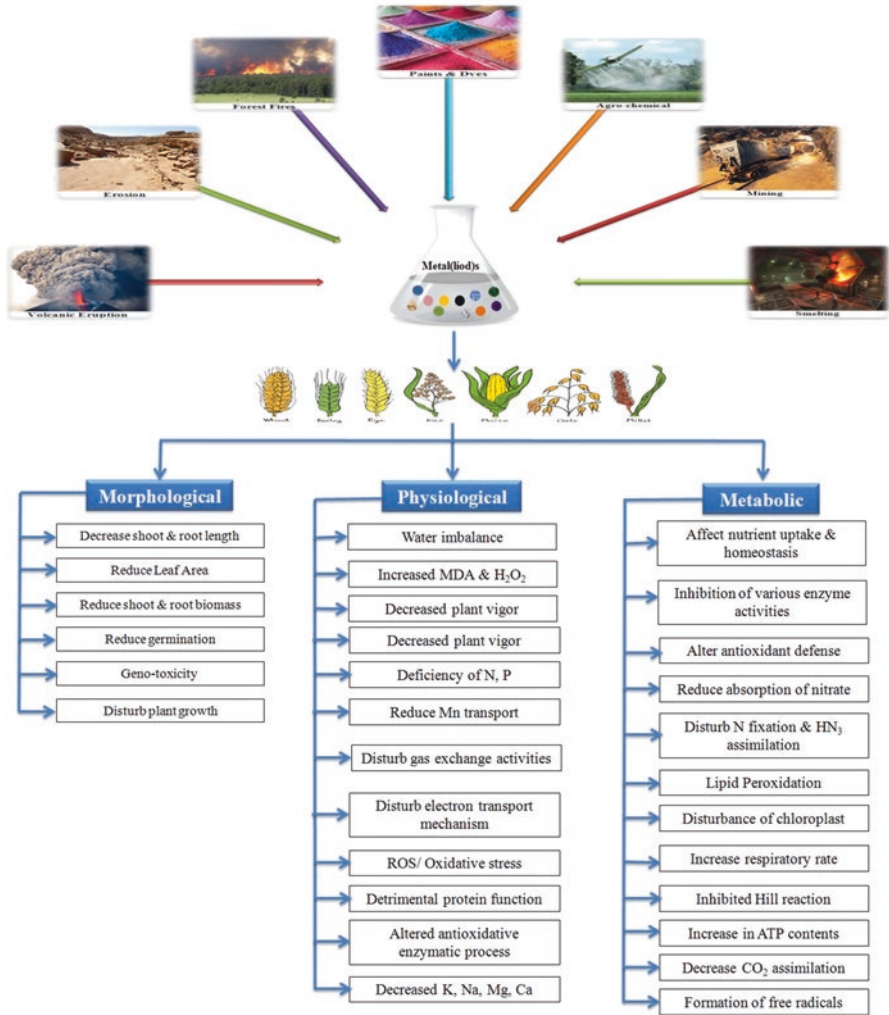 Paints & Dyes
Forest Fires
Agro-chemical
Erosion
Mining
Metal(liod)s
Volcanic Eruption
Smelting
Morphological
Decrease shoot & root length
Reduce Leaf Area
Reduce shoot & root biomass
Reduce germination
Geno-toxicity
Disturb plant growth
Physiological
Water imbalance
Increased MDA & H₂O₂
Decreased plant vigor
Decreased plant vigor
Deficiency of N, P
Reduce Mn transport
Disturb gas exchange activities
Disturb electron transport
mechanism
ROS/ Oxidative stress
Detrimental protein function
Altered antioxidative
enzymatic process
Decreased K, Na, Mg, Ca
Metabolic
Affect nutrient uptake &
homeostasis
Inhibition of various enzyme
activities
Alter antioxidant defense
Reduce absorption of nitrate
Disturb N fixation & HN₃
assimilation
Lipid Peroxidation
Disturbance of chloroplast
Increase respiratory rate
Inhibited Hill reaction
Increase in ATP contents
Decrease CO₂ assimilation
Formation of free radicals